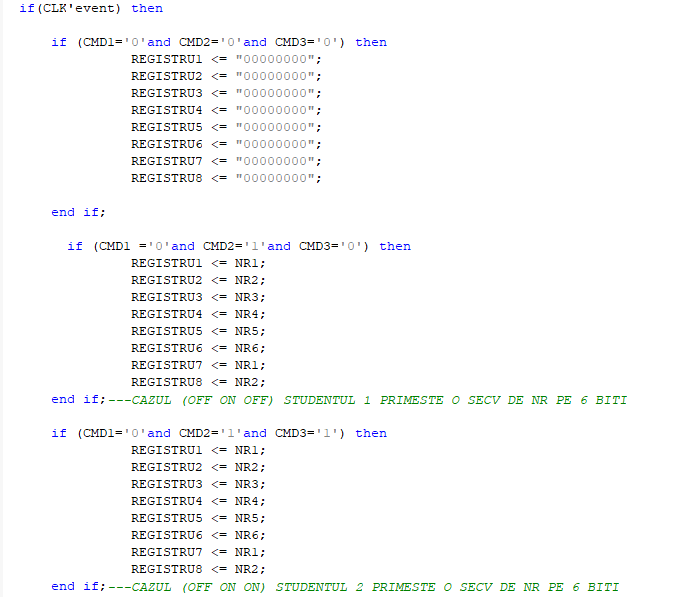 if(CLK'event) then
if (CMD1='0'and CMD2='0'and CMD3='0') then
REGISTRU1 <= "00000000";
REGISTRU2 <= "00000000";
REGISTRU3 <= "00000000";
REGISTRU4 <= "00000000";
REGISTRU5 <= "00000000";
REGISTRU6 <= "00000000";
REGISTRU7 <= "00000000";
REGISTRU8 <= "00000000";
end if;
if (CMD1 ='0'and CMD2='1'and CMD3='0') then
REGISTRU1 <= NR1;
REGISTRU2 <= NR2;
REGISTRU3 <= NR3;
REGISTRU4 <= NR4;
REGISTRU5 <= NR5;
REGISTRU6 <= NR6;
REGISTRU7 <= NR1;
REGISTRU8 <= NR2;
end if;---CAZUL (OFF ON OFF) STUDENTUL 1 PRIMESTE O SECV DE NR PE 6 BITI
if (CMD1='0'and CMD2='1'and CMD3='1') then
REGISTRU1 <= NR1;
REGISTRU2 <= NR2;
REGISTRU3 <= NR3;
REGISTRU4 <= NR4;
REGISTRU5 <= NR5;
REGISTRU6 <= NR6;
REGISTRU7 <= NR1;
REGISTRU8 <= NR2;
end if;---CAZUL (OFF ON ON) STUDENTUL 2 PRIMESTE O SECV DE NR PE 6 BITI